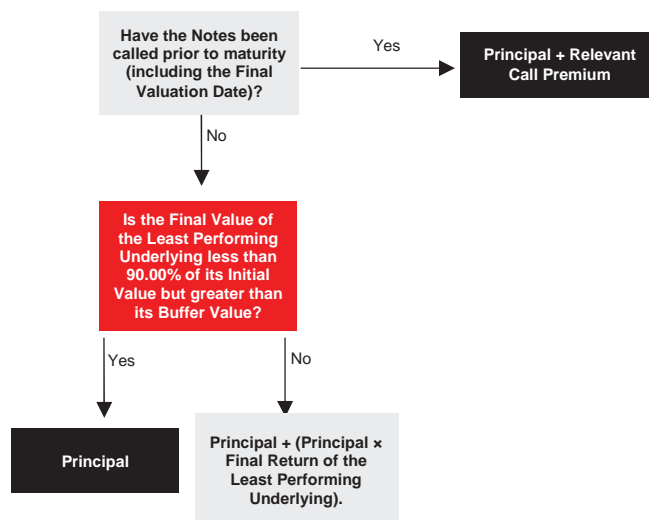 Have the Notes been
called prior to maturity
(including the Final
Valuation Date)?
Yes
Principal + Relevant
Call Premium
No
Is the Final Value of
the Least Performing
Underlying less than
90.00% of its Initial
Value but greater than
its Buffer Value?
Yes
No
Principal
Principal + (Principal ×
Final Return of the
Least Performing
Underlying).